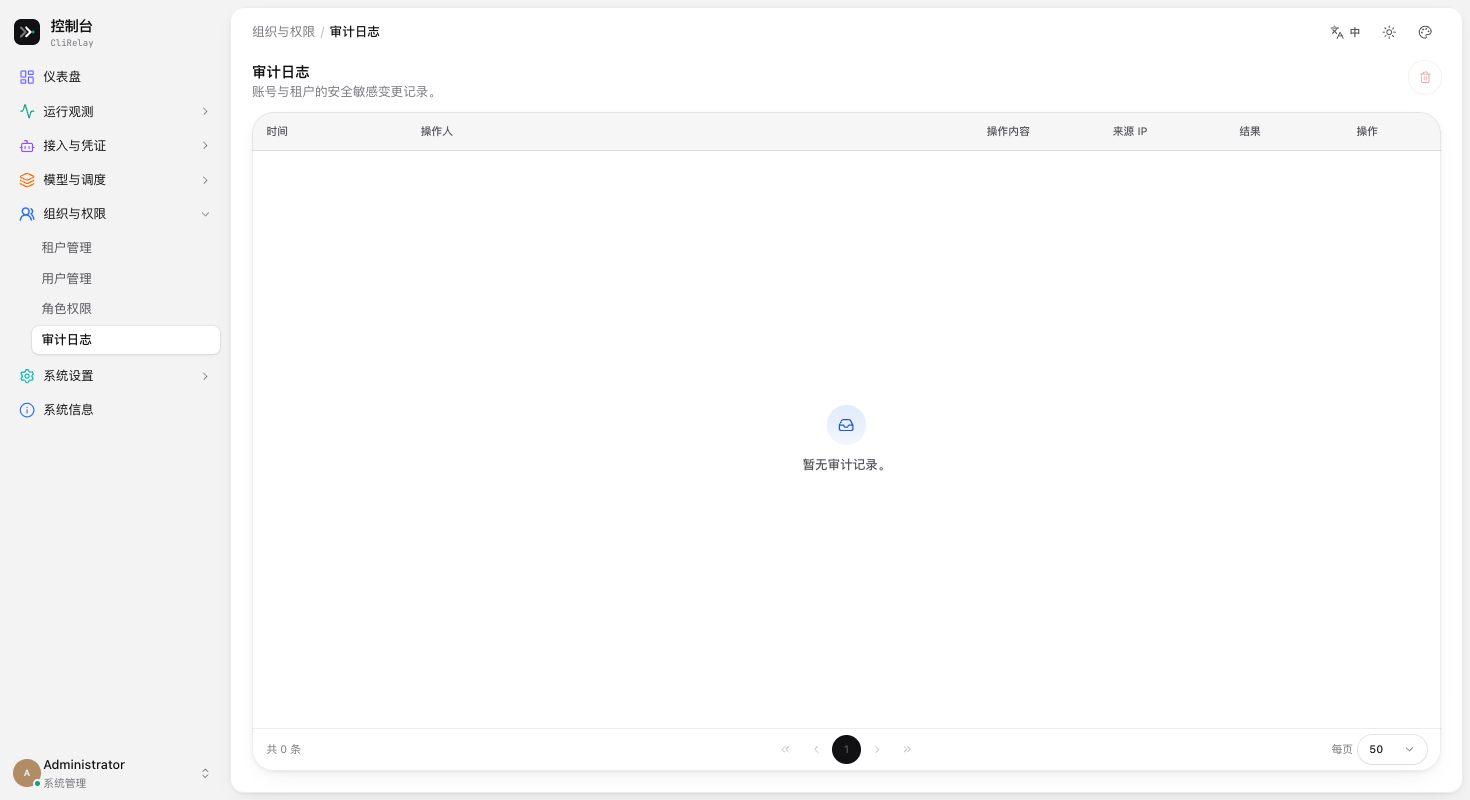 控制台
CliRelay
仪表盘
运行观测
接入与凭证
模型与调度
组织与权限
租户管理
用户管理
角色权限
审计日志
系统设置
系统信息
A
Administrator
系统管理
组织与权限 / 审计日志
中
审计日志
账号与租户的安全敏感变更记录。
时间 操作人 操作内容 来源 IP 结果 操作
暂无审计记录。
共 0 条
1
每页 50